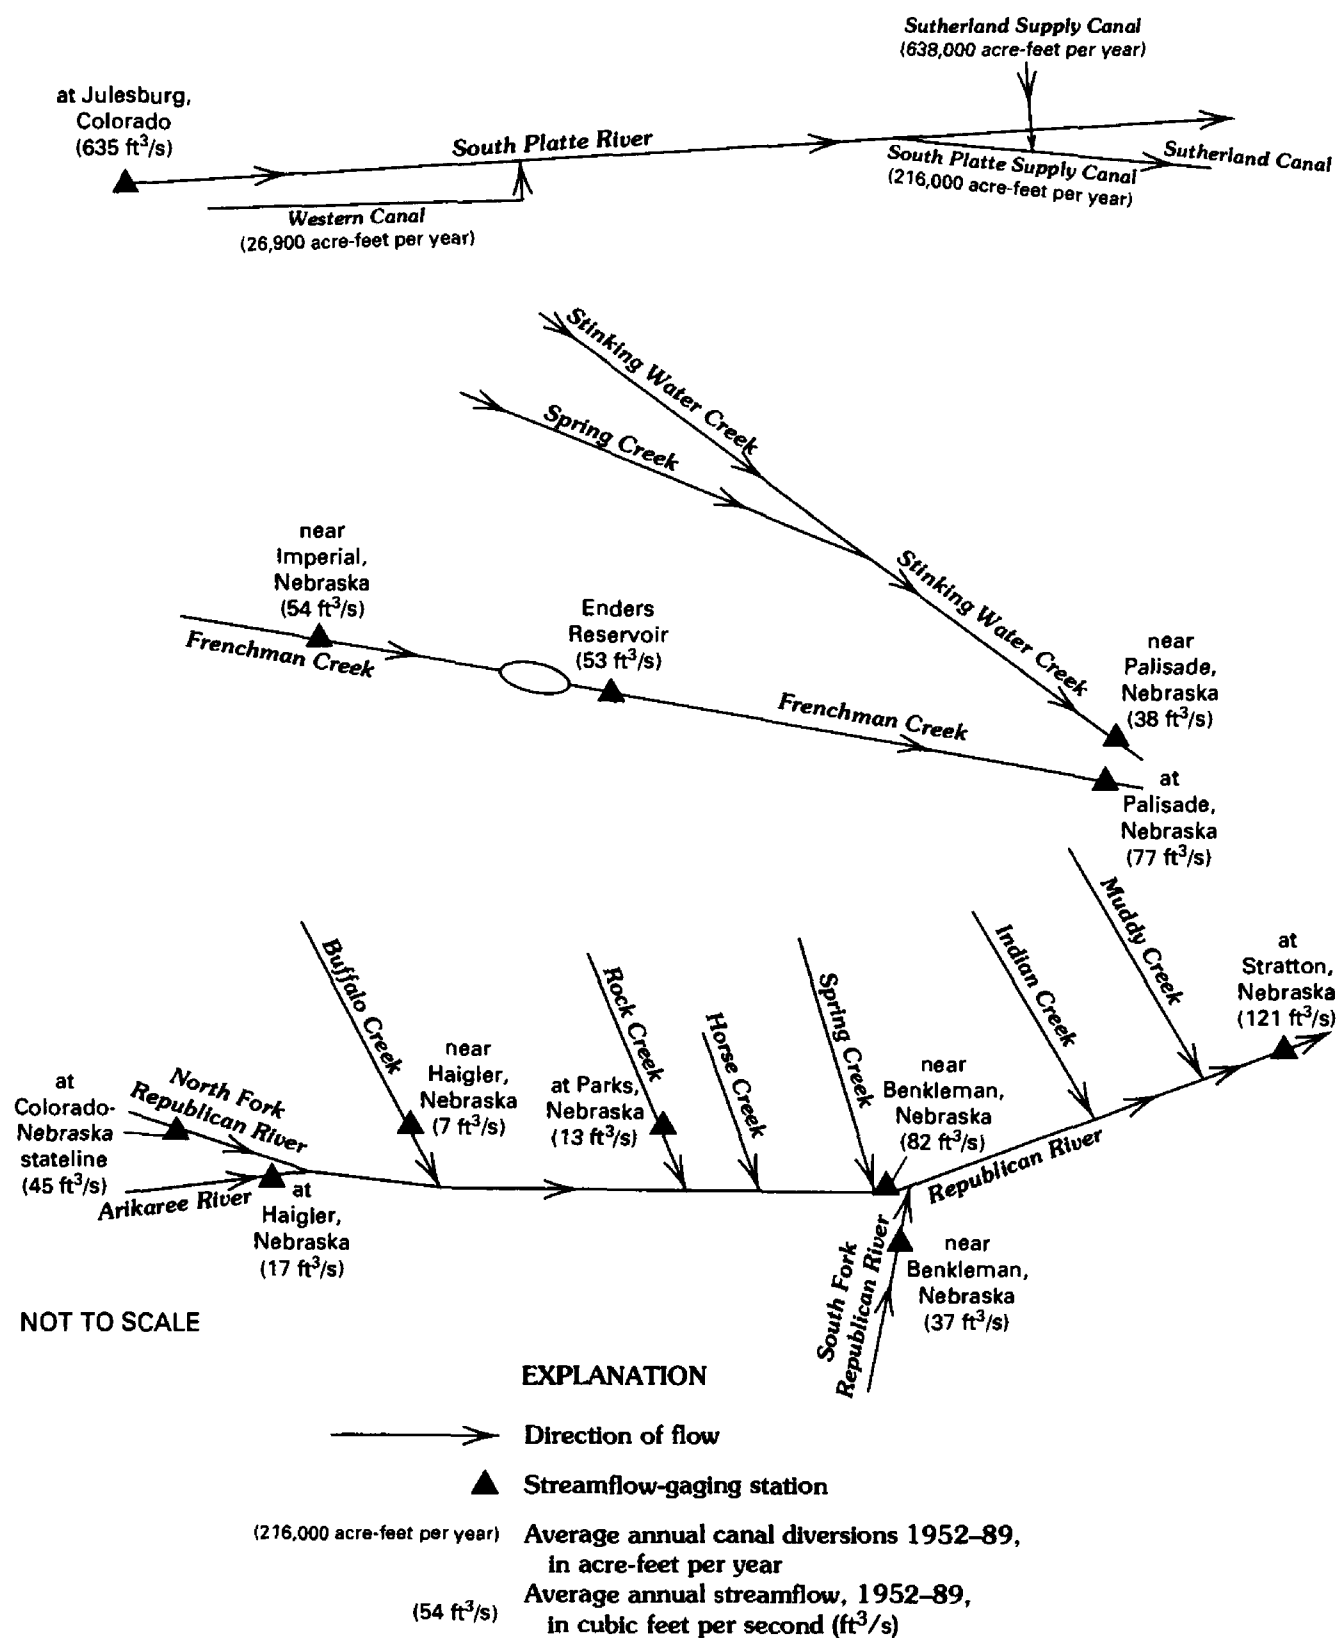 Sutherland Supply Canal
(638,000 acre-feet per year)
at Julesburg,
Colorado
(635 ft³/s)
South Platte River
South Platte Supply Canal
(216,000 acre-feet per year)
Sutherland Canal
Western Canal
(26,900 acre-feet per year)
Stinking Water Creek
Spring Creek
Stinking Water Creek
near
Imperial,
Nebraska
(54 ft³/s)
Frenchman Creek
Enders
Reservoir
(53 ft³/s)
Frenchman Creek
near
Palisade,
Nebraska
(38 ft³/s)
at
Palisade,
Nebraska
(77 ft³/s)
Buffalo Creek
Rock Creek
Horse Creek
Spring Creek
Indian Creek
Muddy Creek
at
Stratton,
Nebraska
(121 ft³/s)
at
Colorado-
Nebraska
stateline
(45 ft³/s)
North Fork
Republican River
near
Haigler,
Nebraska
(7 ft³/s)
at Parks,
Nebraska
(13 ft³/s)
near
Benkleman,
Nebraska
(82 ft³/s)
Republican River
Arikaree River
at
Haigler,
Nebraska
(17 ft³/s)
South Fork
Republican River
near
Benkleman,
Nebraska
(37 ft³/s)
NOT TO SCALE
EXPLANATION
Direction of flow
Streamflow-gaging station
(216,000 acre-feet per year) Average annual canal diversions 1952–89,
in acre-feet per year
(54 ft³/s) Average annual streamflow, 1952–89,
in cubic feet per second (ft³/s)